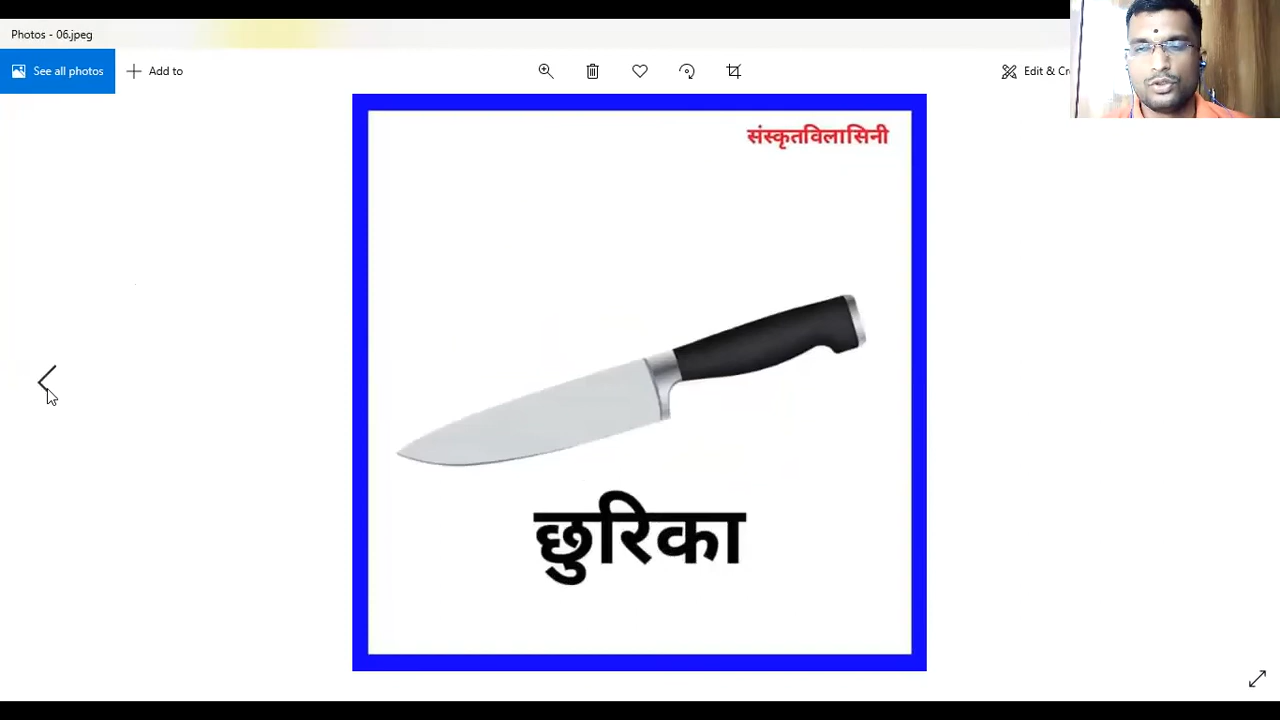 Photos - 06.jpeg
See all photos
Add to
Edit & Cr
संस्कृतविलासिनी
छुरिका